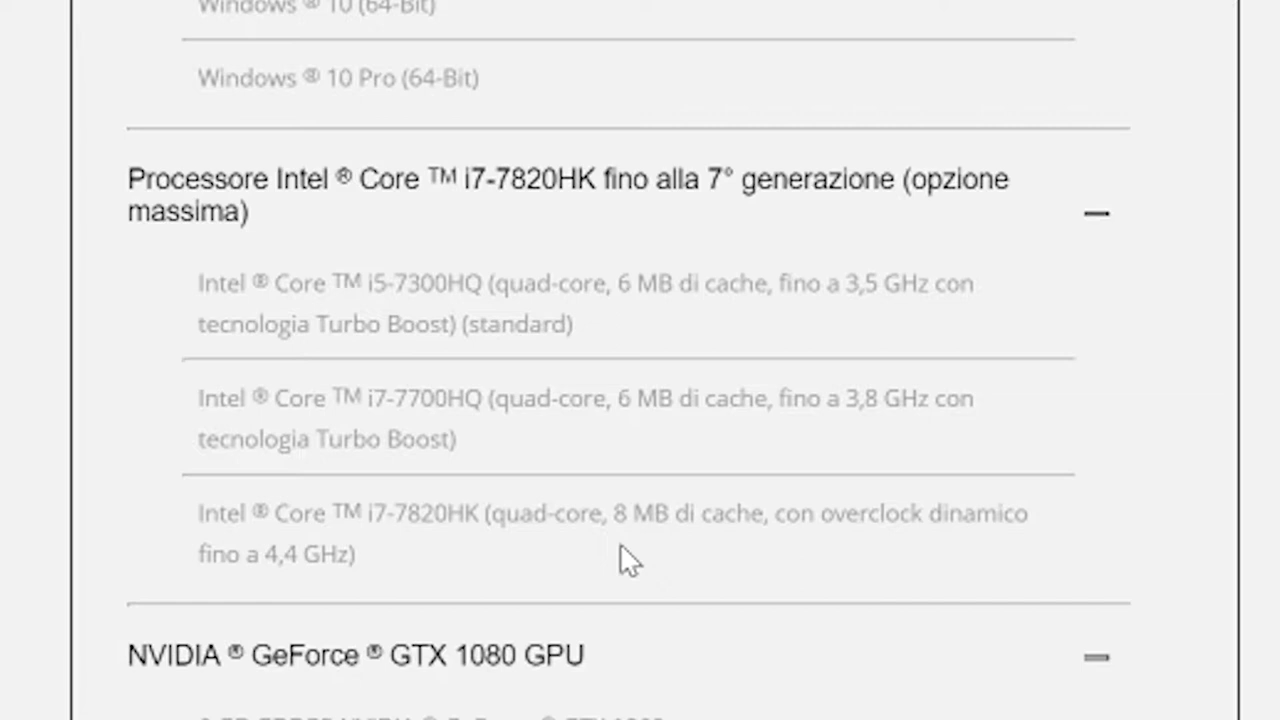 Windows ® 10 (64-Bit)
Windows ® 10 Pro (64-Bit)
Processore Intel ® Core ™ i7-7820HK fino alla 7° generazione (opzione
massima)
Intel ® Core ™ i5-7300HQ (quad-core, 6 MB di cache, fino a 3,5 GHz con
tecnologia Turbo Boost) (standard)
Intel ® Core ™ i7-7700HQ (quad-core, 6 MB di cache, fino a 3,8 GHz con
tecnologia Turbo Boost)
Intel ® Core ™ i7-7820HK (quad-core, 8 MB di cache, con overclock dinamico
fino a 4,4 GHz)
NVIDIA ® GeForce ® GTX 1080 GPU